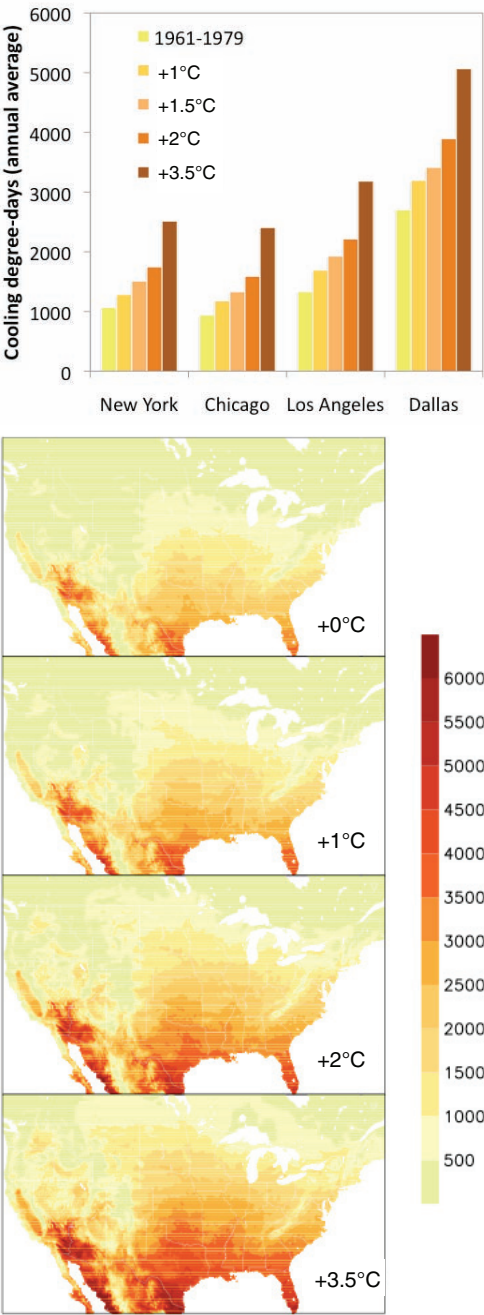 Cooling degree-days (annual average)
6000
5000
4000
3000
2000
1000
0
1961-1979
+1°C
+1.5°C
+2°C
+3.5°C
New York Chicago Los Angeles Dallas
+0°C
+1°C
+2°C
+3.5°C
6000
5500
5000
4500
4000
3500
3000
2500
2000
1500
1000
500